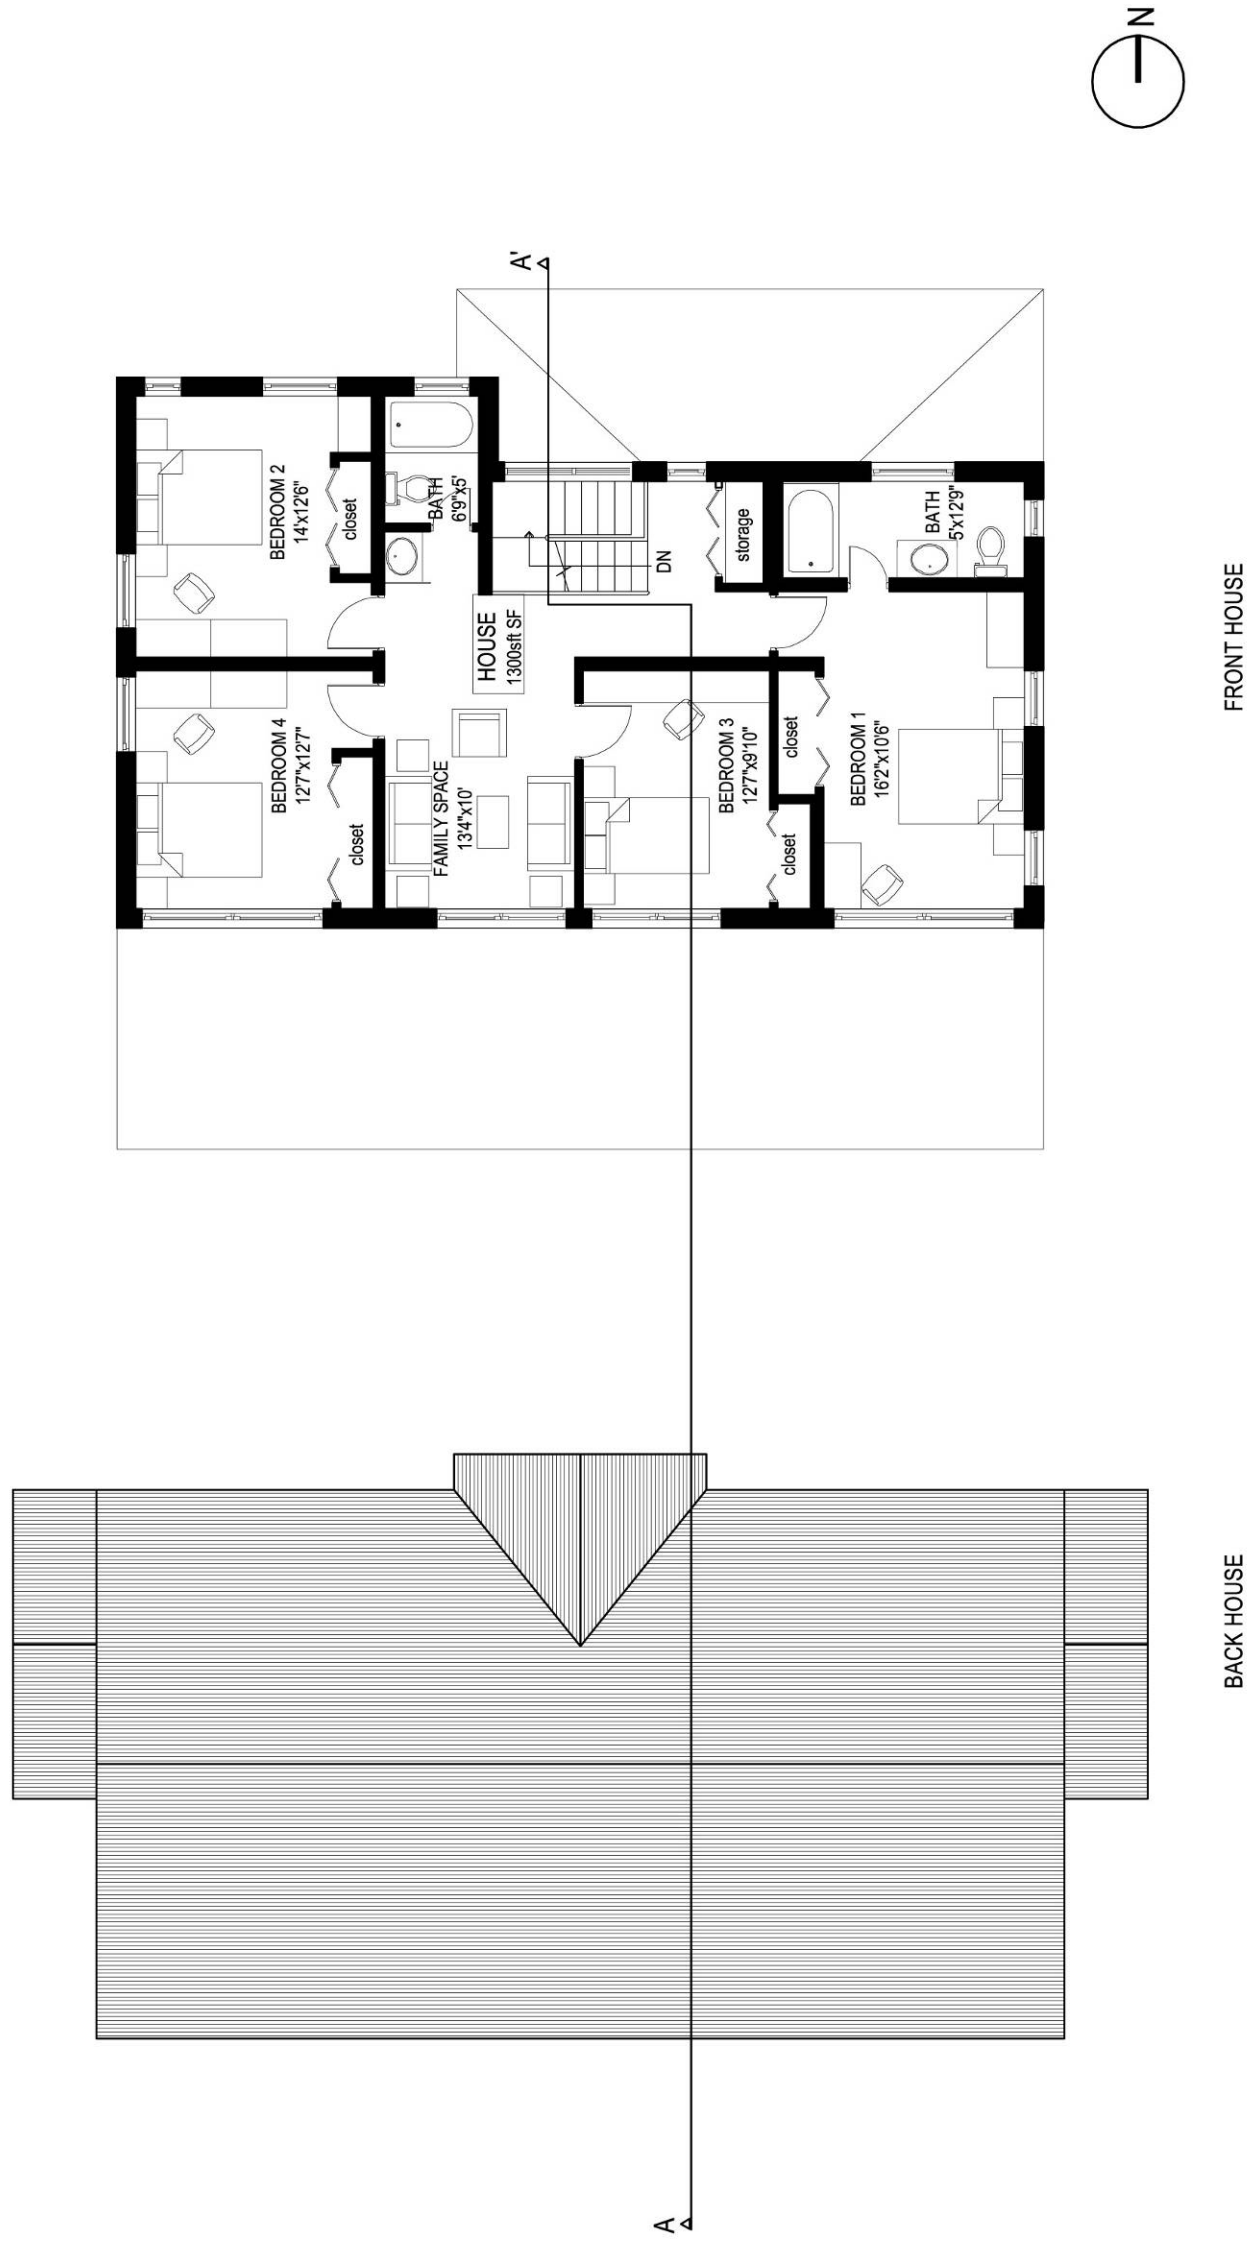 N
A'
BEDROOM 2
14'x12'6"
closet
BATH
6'9"x5'
HOUSE
1300sft SF
DN
storage
BATH
5'x12'9"
BEDROOM 4
12'7"x12'7"
closet
FAMILY SPACE
13'4"x10'
BEDROOM 3
12'7"x9'10"
closet
closet
BEDROOM 1
16'2"x10'6"
FRONT HOUSE
BACK HOUSE
A